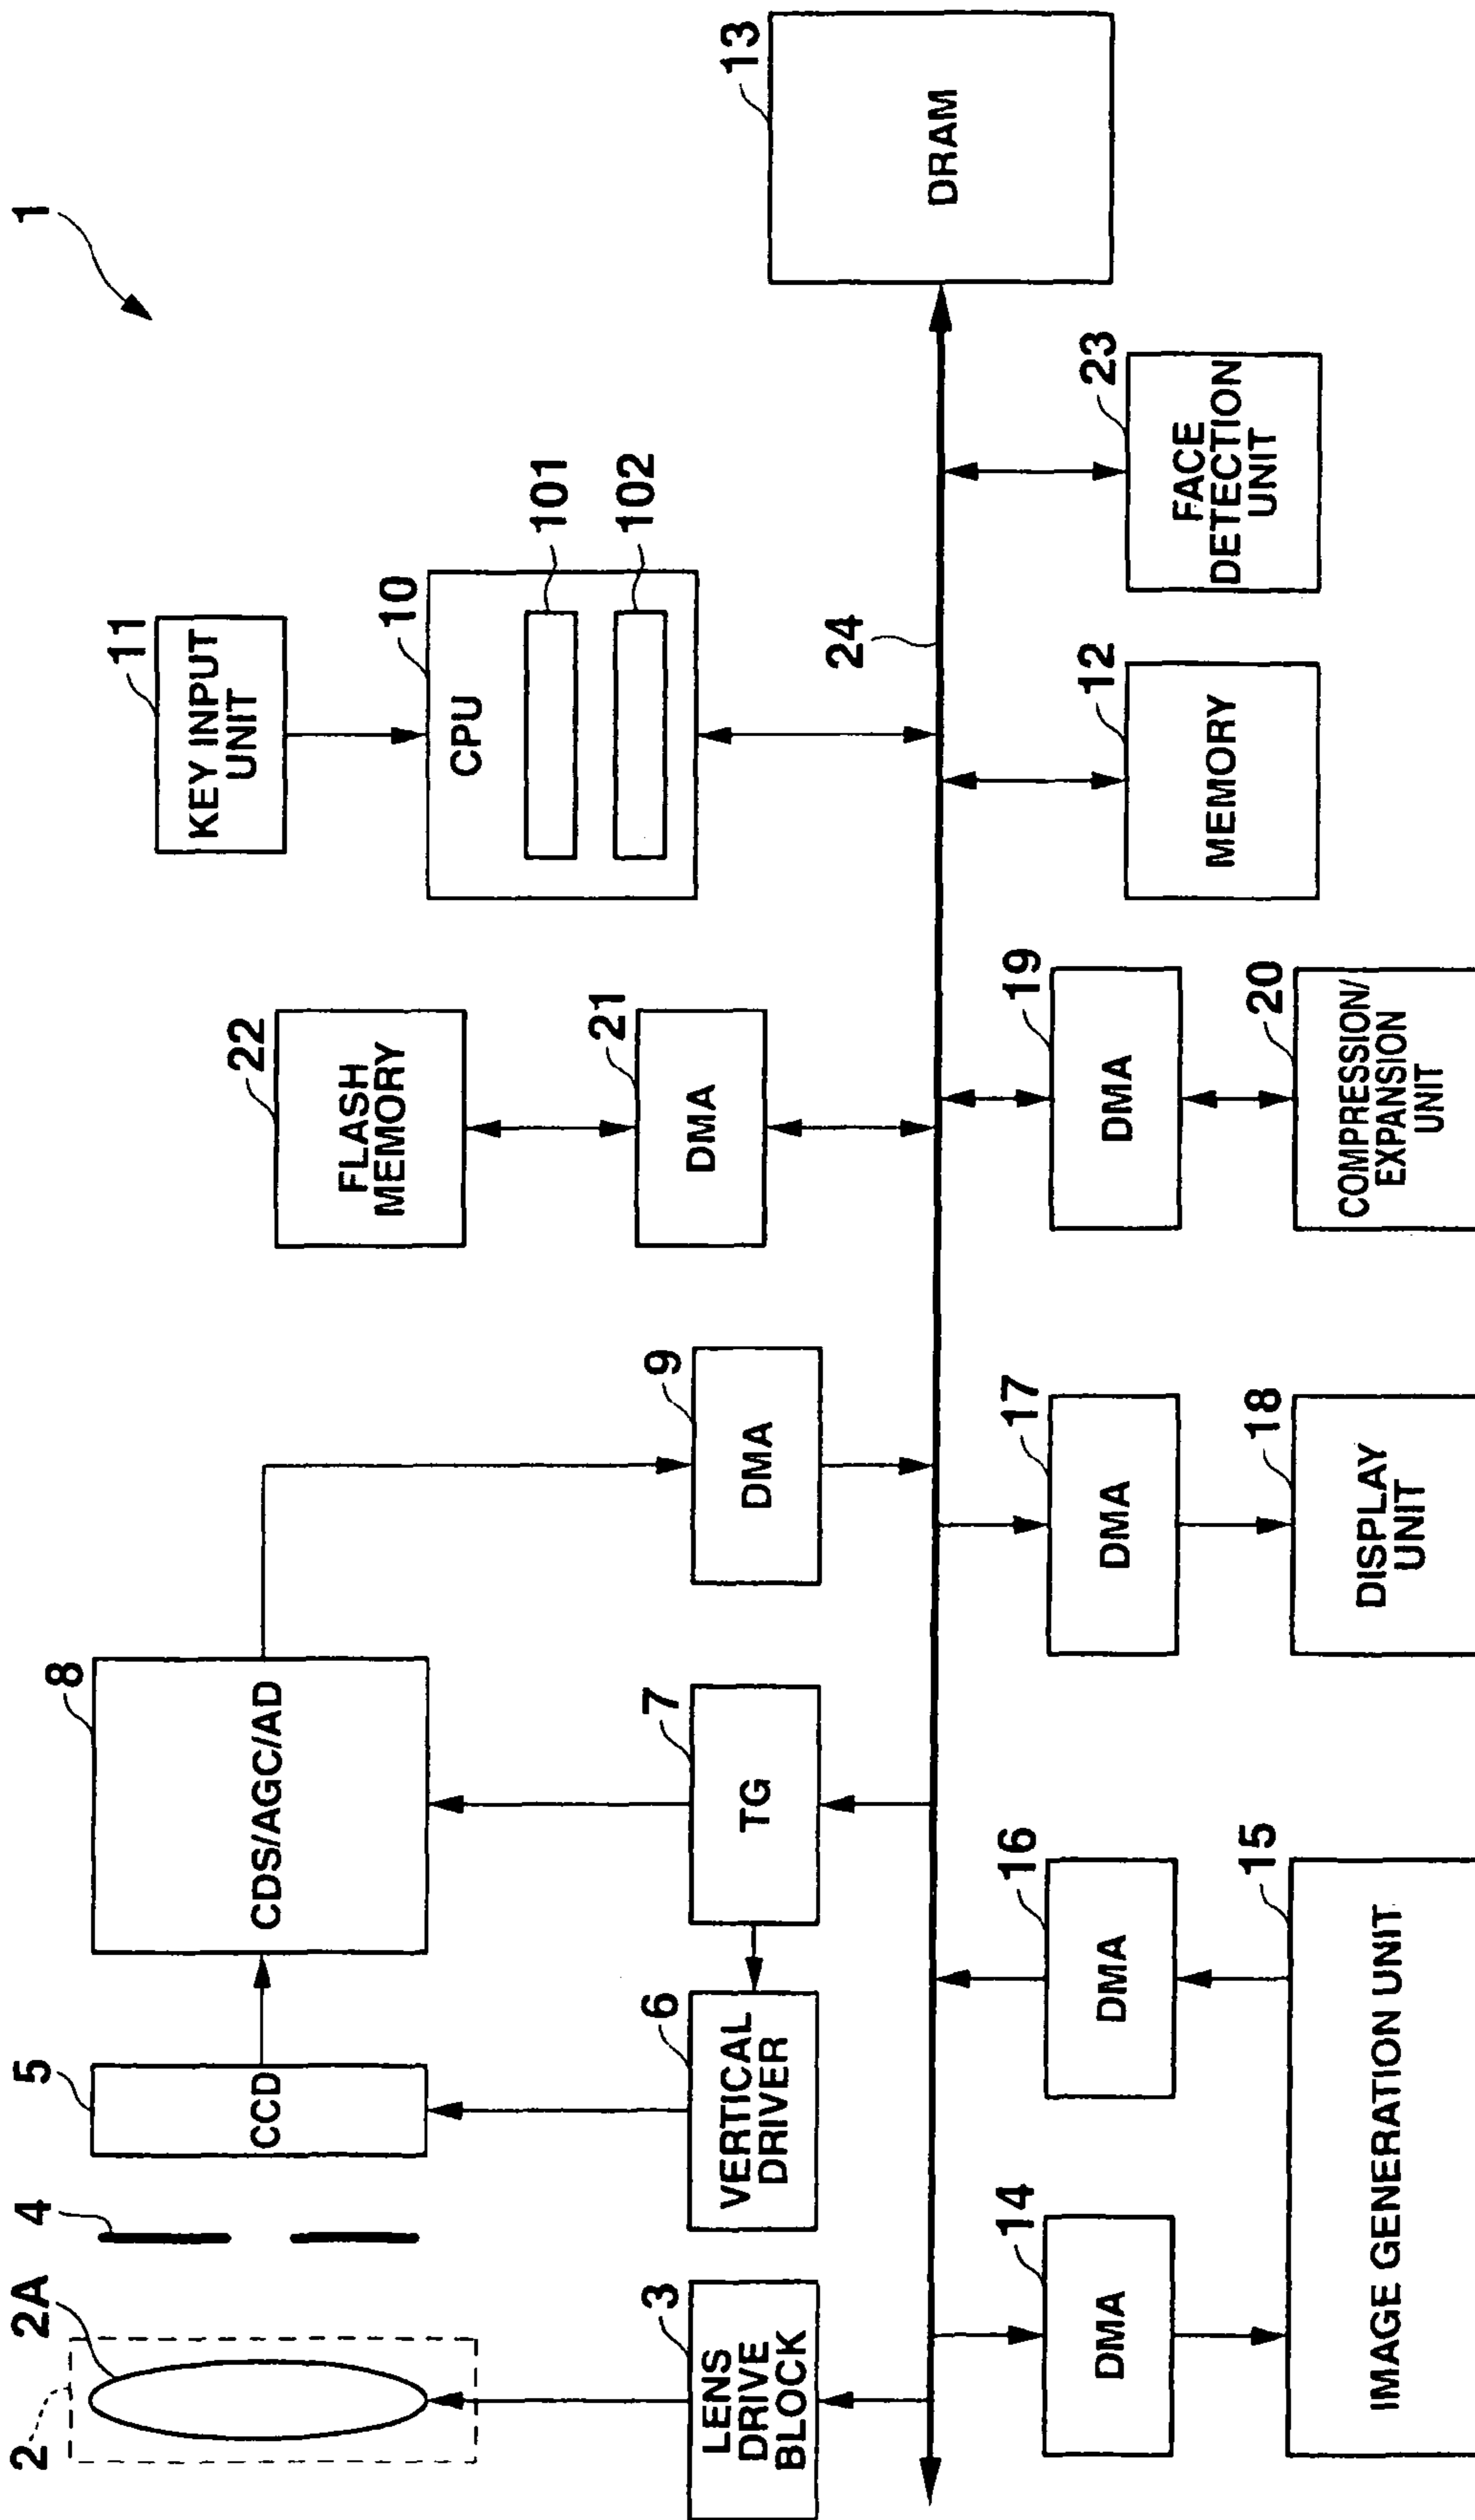 1
2
2A
4
5
CCD
8
CDS/AGC/AD
3
LENS
DRIVE
BLOCK
6
VERTICAL
DRIVER
7
TG
9
DMA
22
FLASH
MEMORY
21
DMA
11
KEY INPUT
UNIT
10
CPU
101
102
24
13
DRAM
14
DMA
16
DMA
15
IMAGE GENERATION UNIT
17
DMA
18
DISPLAY
UNIT
19
DMA
20
COMPRESSION/
EXPANSION
UNIT
12
MEMORY
23
FACE
DETECTION
UNIT